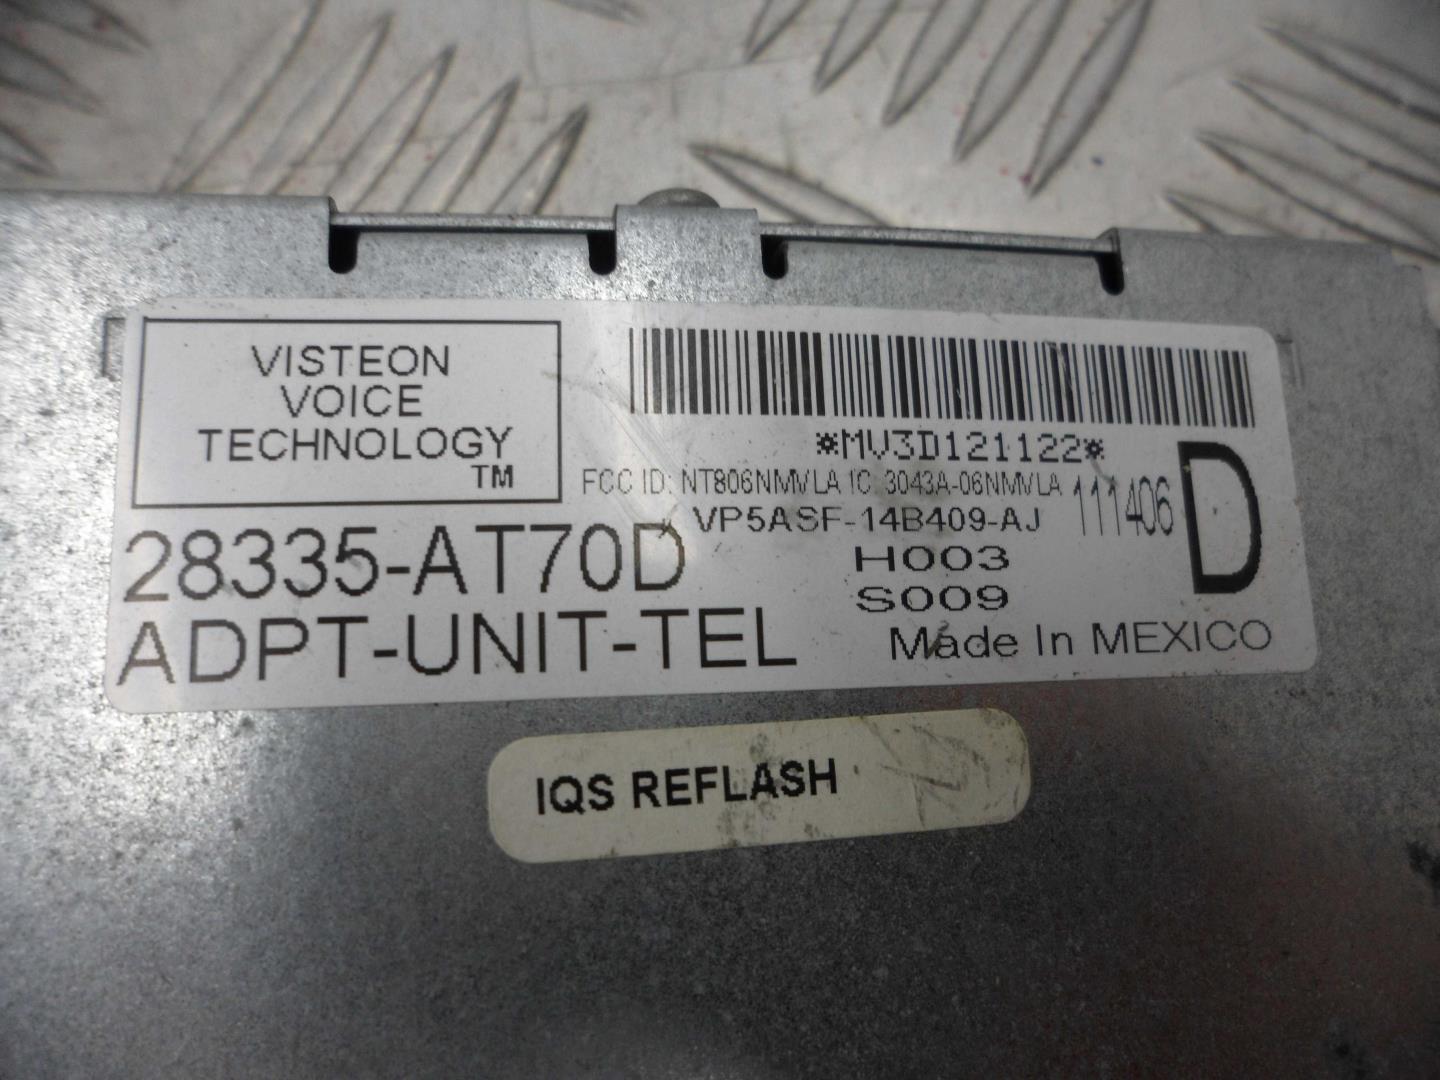 VISTEON
VOICE
TECHNOLOGY
TM
*MV3D121122*
FCC ID: NT806NMVLA IC: 3043A-06NMVLA
111406
D
VP5ASF-14B409-AJ
28335-AT70D
H003
S009
ADPT-UNIT-TEL
Made In MEXICO
IQS REFLASH